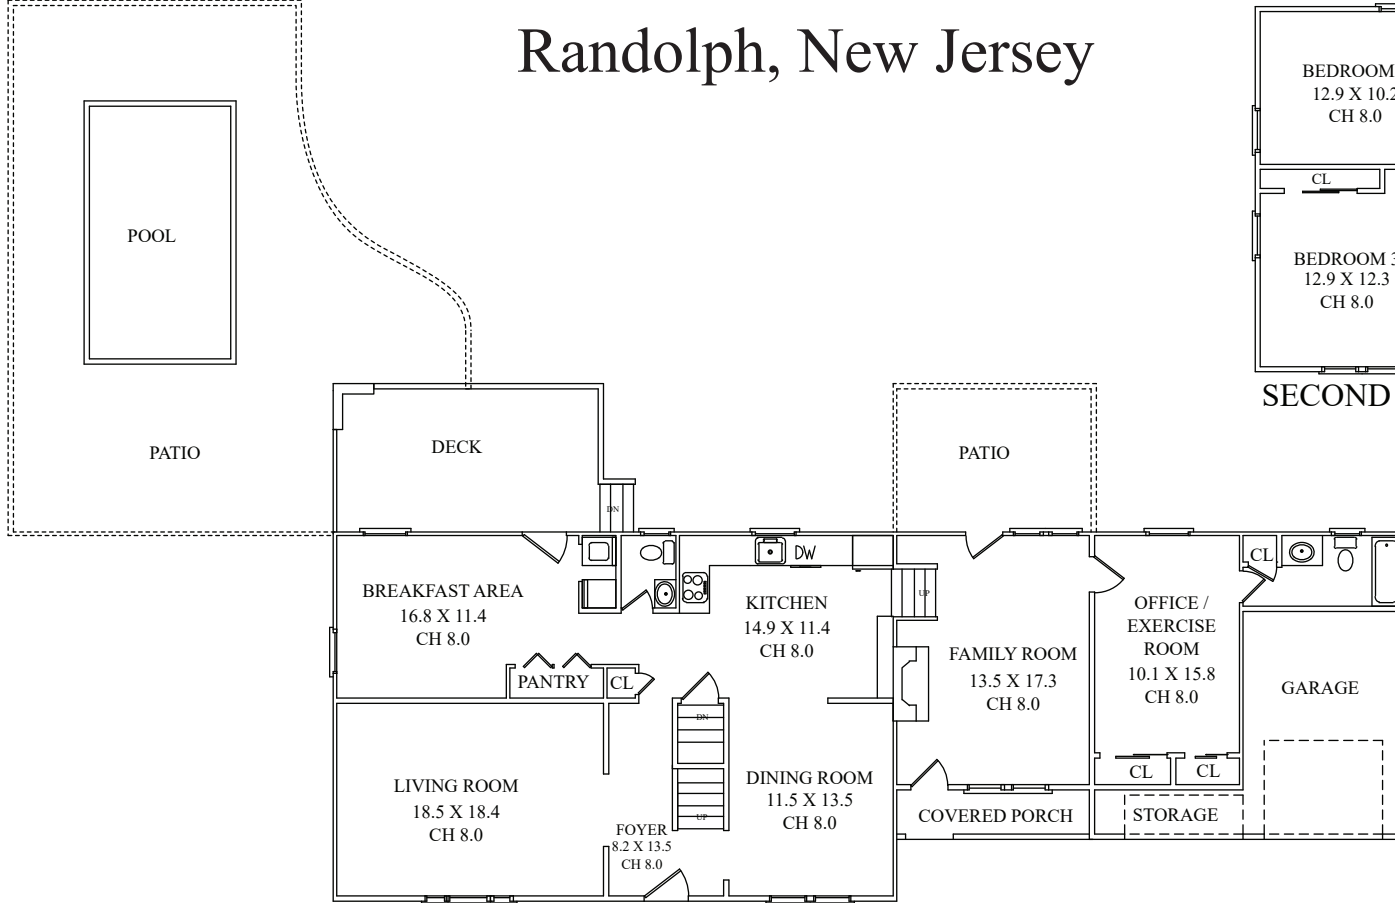 Randolph, New Jersey
BEDROOM
12.9 X 10.2
CH 8.0
CL
BEDROOM 3
12.9 X 12.3
CH 8.0
SECOND
POOL
PATIO
DECK
DN
PATIO
BREAKFAST AREA
16.8 X 11.4
CH 8.0
PANTRY
CL
DW
KITCHEN
14.9 X 11.4
CH 8.0
UP
FAMILY ROOM
13.5 X 17.3
CH 8.0
OFFICE /
EXERCISE
ROOM
10.1 X 15.8
CH 8.0
CL
GARAGE
CL
CL
LIVING ROOM
18.5 X 18.4
CH 8.0
DN
UP
FOYER
8.2 X 13.5
CH 8.0
DINING ROOM
11.5 X 13.5
CH 8.0
COVERED PORCH
STORAGE